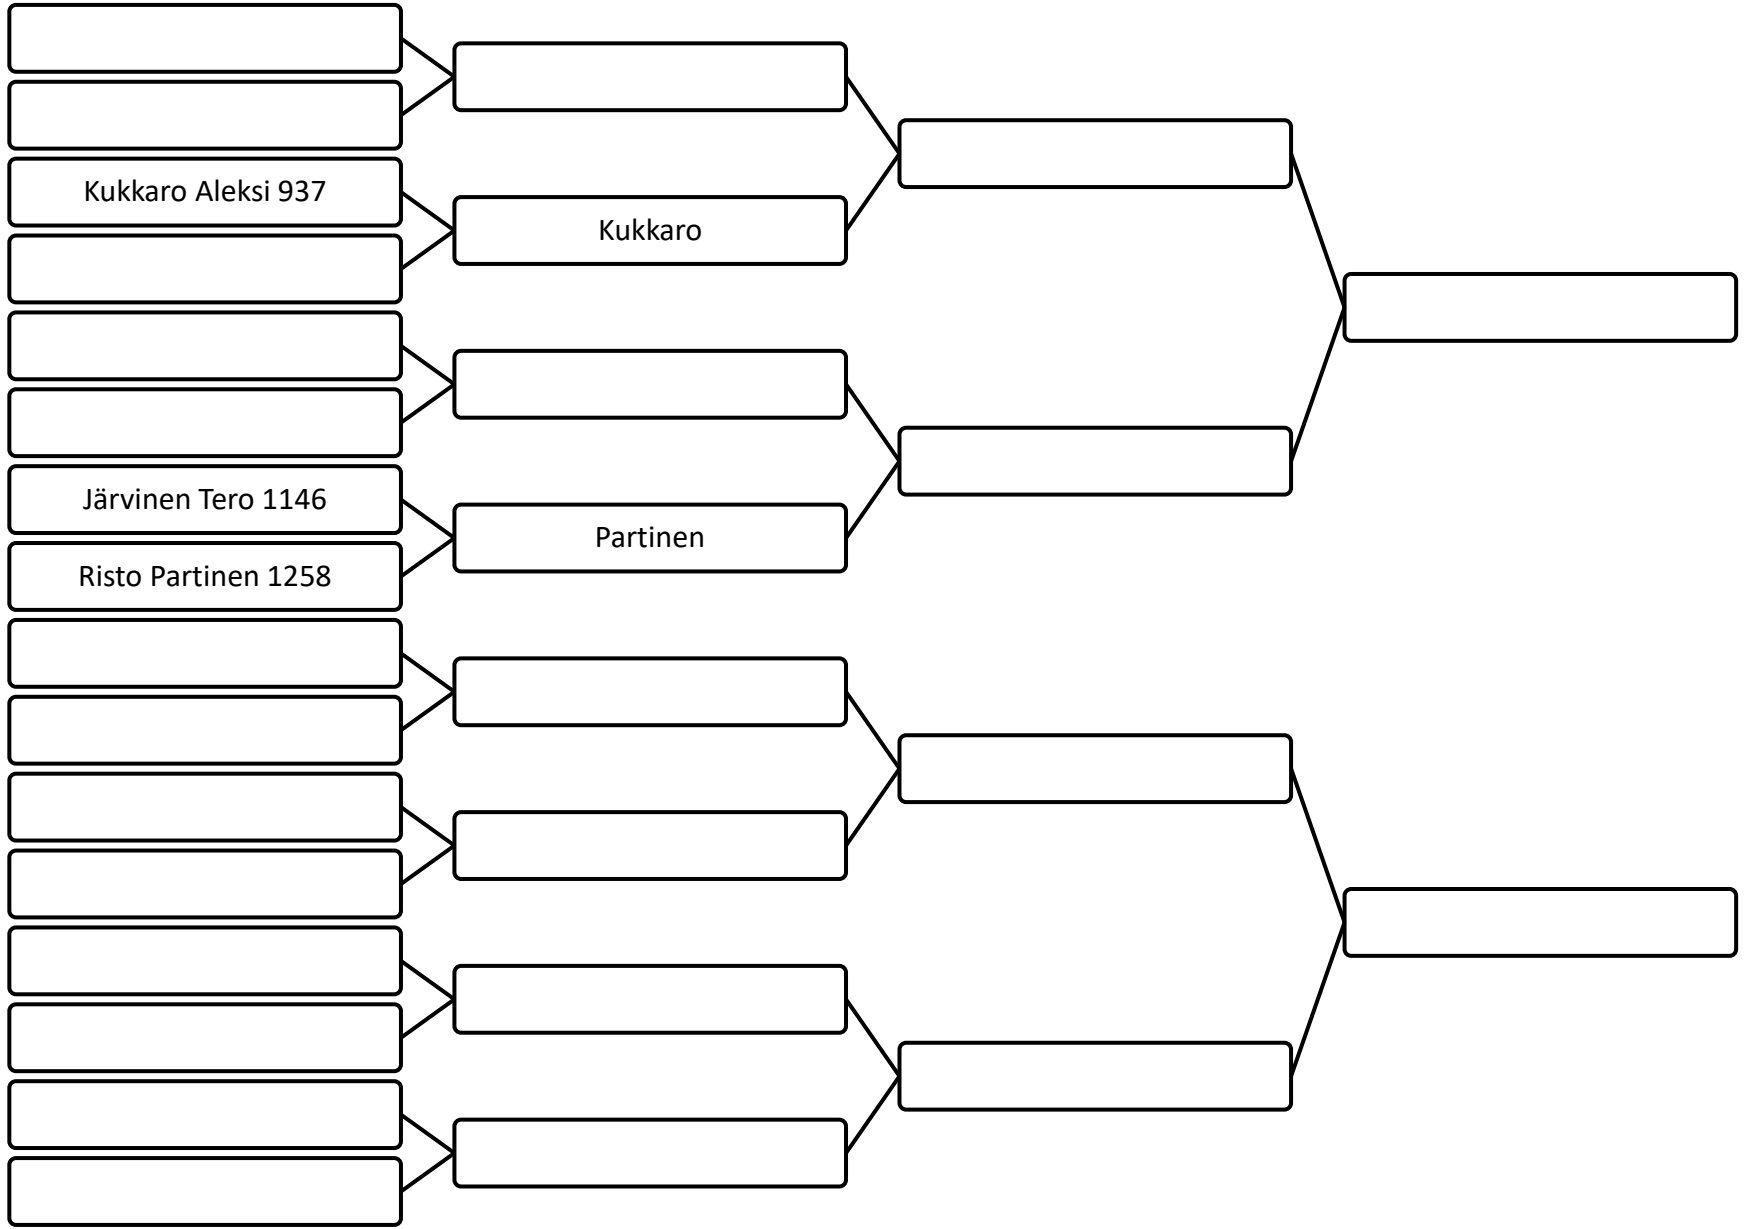 Kukkaro Aleksi 937
Kukkaro
Järvinen Tero 1146
Partinen
Risto Partinen 1258